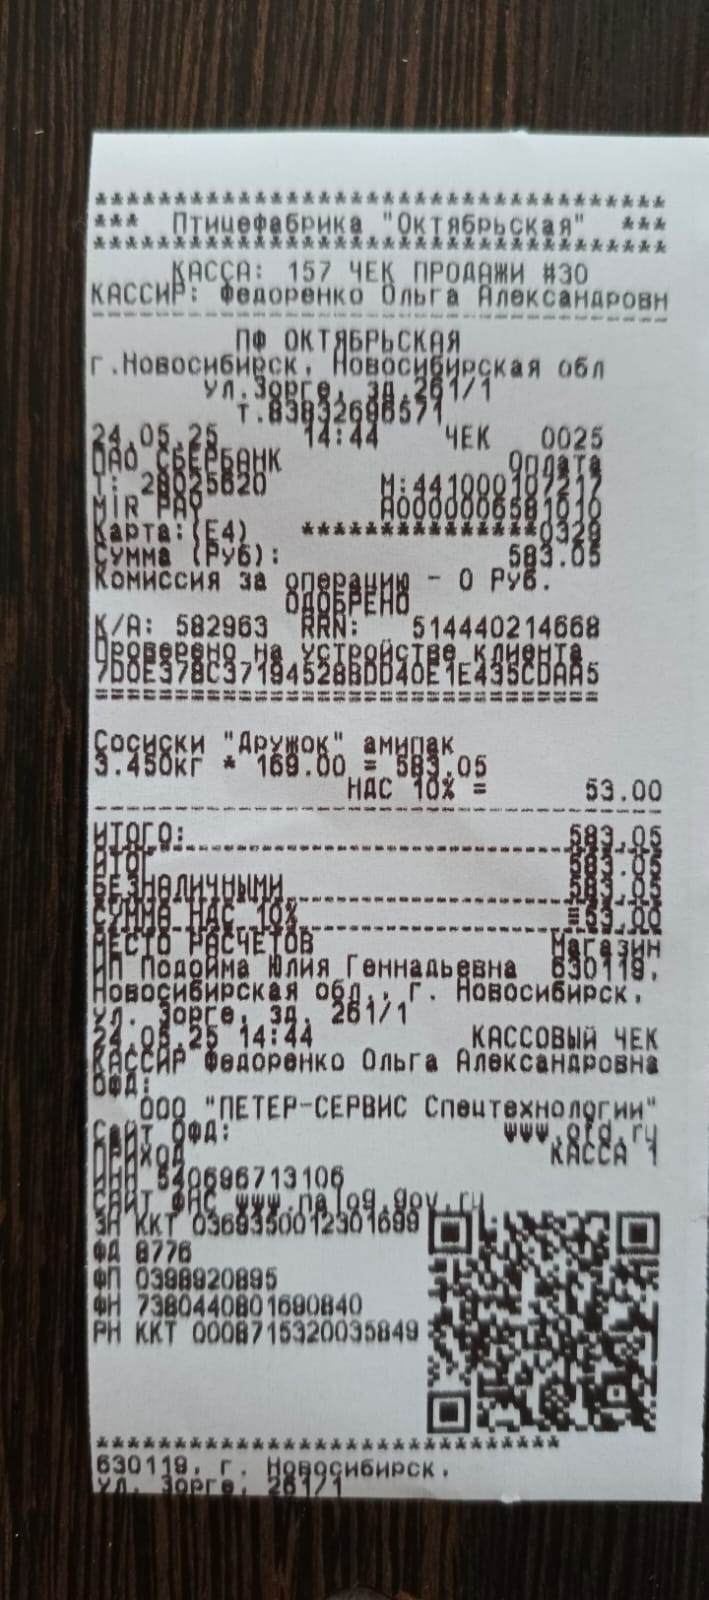 ************************************
*** Птицефабрика "Октябрьская" ***
************************************
КАССА: 157 ЧЕК ПРОДАЖИ #30
КАССИР: Федоренко Ольга Александровн
ПФ ОКТЯБРЬСКАЯ
г.Новосибирск, Новосибирская обл
ул.Зорге, зд.261/1
т.83832696571
24.05.25 14:44 ЧЕК 0025
ПАО СБЕРБАНК Оплата
Т: 28025620 М:441000107217
MIR PAY A0000006581010
Карта:(E4) ***************0329
Сумма (Руб): 583.05
Комиссия за операцию - 0 Руб.
ОДОБРЕНО
К/А: 582963 RRN: 514440214668
Проверено на устройстве клиента
7D0E378C37194528BDD40E1E435CDAA5
================================
Сосиски "Дружок" амипак
3.450кг * 169.00 = 583.05
НДС 10% = 53.00
ИТОГО: 583.05
ИТОГ 583.05
БЕЗНАЛИЧНЫМИ 583.05
СУММА НДС 10% =53.00
МЕСТО РАСЧЕТОВ Магазин
ИП Подойма Юлия Геннадьевна 630119,
Новосибирская обл., г. Новосибирск,
ул. Зорге, зд. 261/1
24.05.25 14:44 КАССОВЫЙ ЧЕК
КАССИР Федоренко Ольга Александровна
ОФД:
ООО "ПЕТЕР-СЕРВИС Спецтехнологии"
Сайт ОФД: www.ofd.ru
ПРИХОД КАССА 1
ИНН 540696713106
САЙТ ФНС www.nalog.gov.ru
ЗН ККТ 0369350012301699
ФД 8776
ФП 0398920895
ФН 7380440801690840
РН ККТ 0008715320035849
*****************************
630119, г. Новосибирск,
ул. Зорге, 261/1